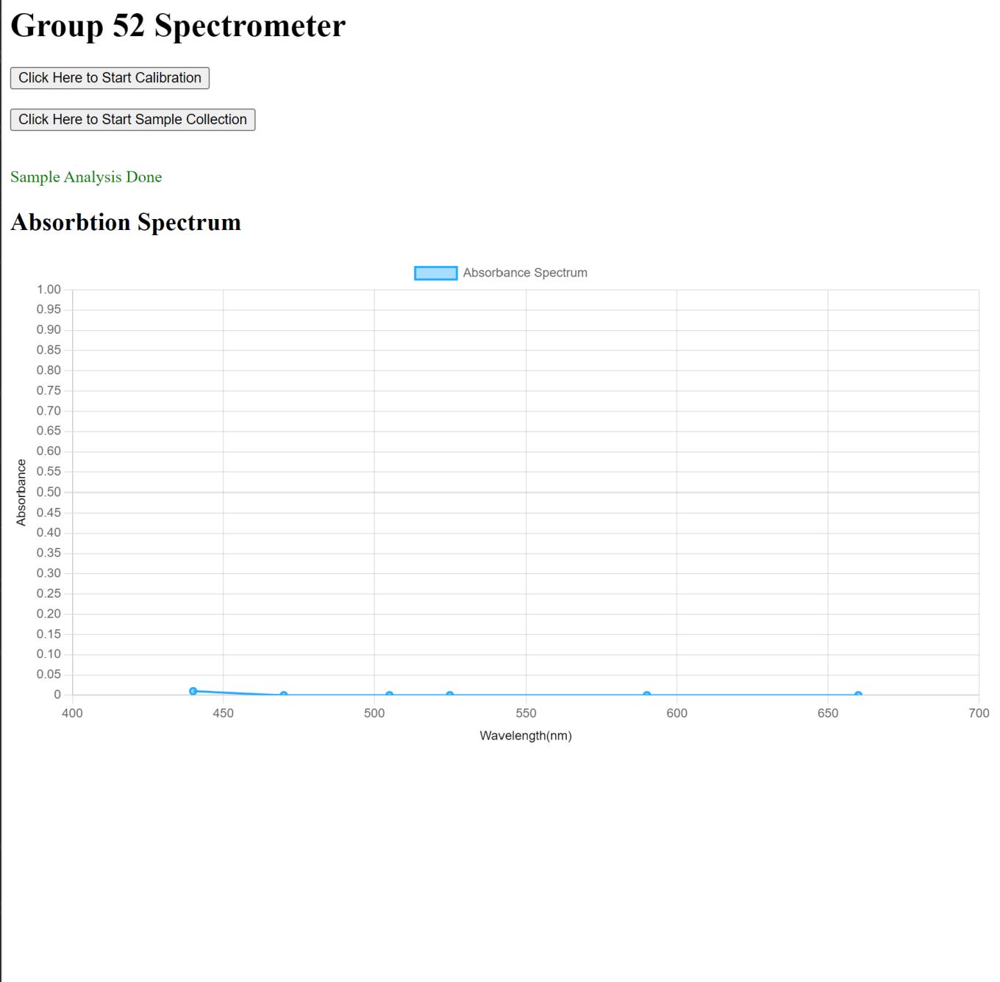 Group 52 Spectrometer
Click Here to Start Calibration
Click Here to Start Sample Collection
Sample Analysis Done
Absorbtion Spectrum
Absorbance Spectrum
1.00
0.95
0.90
0.85
0.80
0.75
0.70
0.65
0.60
0.55
0.50
0.45
0.40
0.35
0.30
0.25
0.20
0.15
0.10
0.05
0
Absorbance
400 450 500 550 600 650 700
Wavelength(nm)